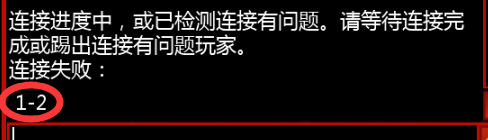 连接进度中，或已检测连接有问题。请等待连接完
成或踢出连接有问题玩家。
连接失败：
1-2